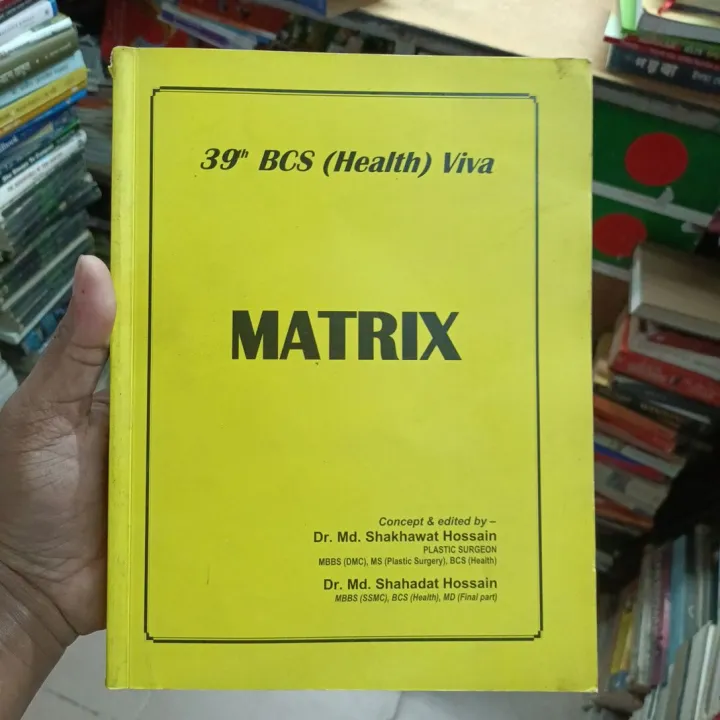 39th BCS (Health) Viva
MATRIX
Concept & edited by –
Dr. Md. Shakhawat Hossain
PLASTIC SURGEON
MBBS (DMC), MS (Plastic Surgery), BCS (Health)
Dr. Md. Shahadat Hossain
MBBS (SSMC), BCS (Health), MD (Final part)